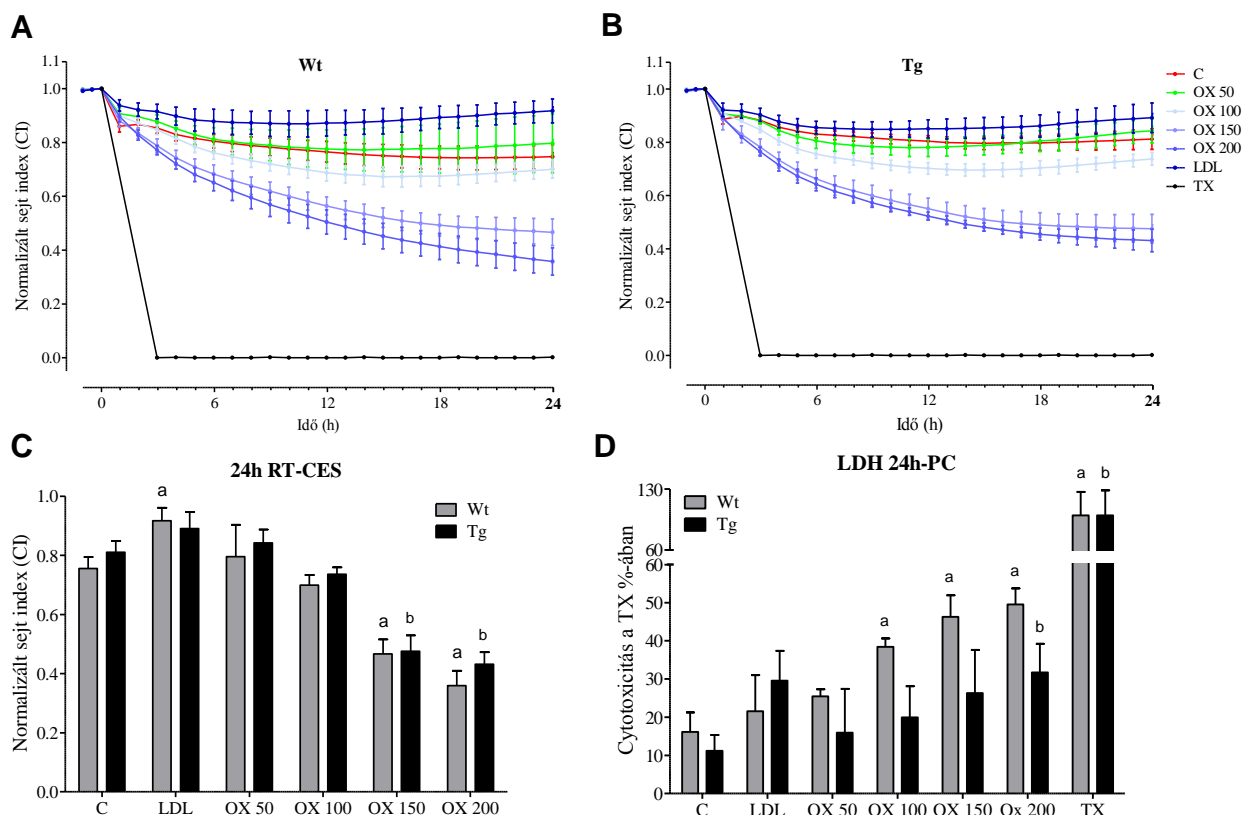 A
Wt
Normalizált sejt index (CI)
1.1
1.0
0.8
0.6
0.4
0.2
0.0
0
6
12
18
24
Idő (h)
B
Tg
Normalizált sejt index (CI)
1.1
1.0
0.8
0.6
0.4
0.2
0.0
0
6
12
18
24
Idő (h)
C
OX 50
OX 100
OX 150
OX 200
LDL
TX
C
24h RT-CES
Normalizált sejt index (CI)
1.0
0.8
0.6
0.4
0.2
0.0
Wt
Tg
a
a
b
a
b
C
LDL
OX 50
OX 100
OX 150
OX 200
D
LDH 24h-PC
Cytotoxicitás a TX %-ában
130
60
60
50
40
30
20
10
0
Wt
Tg
a
a
a
b
a
b
C
LDL
OX 50
OX 100
OX 150
Ox 200
TX